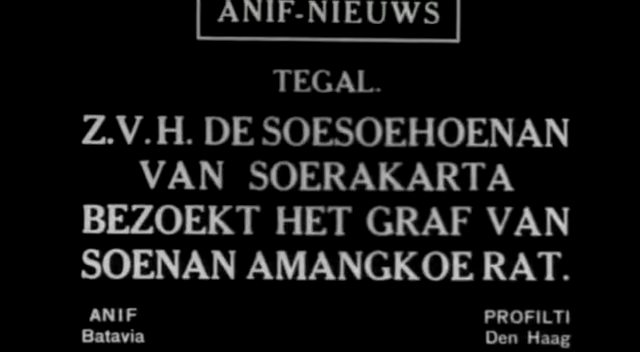 ANIF-NIEUWS
TEGAL.
Z.V.H. DE SOESOEHOENAN
VAN SOERAKARTA
BEZOEKT HET GRAF VAN
SOENAN AMANGKOE RAT.
ANIF PROFILTI
Batavia Den Haag